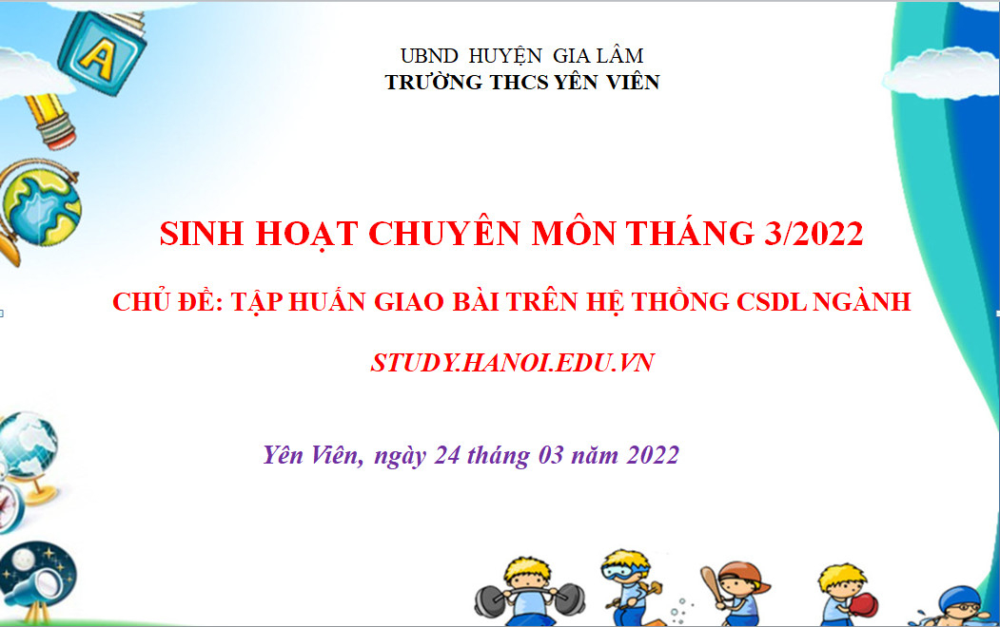 UBND HUYỆN GIA LÂM
TRƯỜNG THCS YÊN VIÊN
SINH HOẠT CHUYÊN MÔN THÁNG 3/2022
CHỦ ĐỀ: TẬP HUẤN GIAO BÀI TRÊN HỆ THỒNG CSDL NGÀNH
STUDY.HANOI.EDU.VN
Yên Viên, ngày 24 tháng 03 năm 2022
A